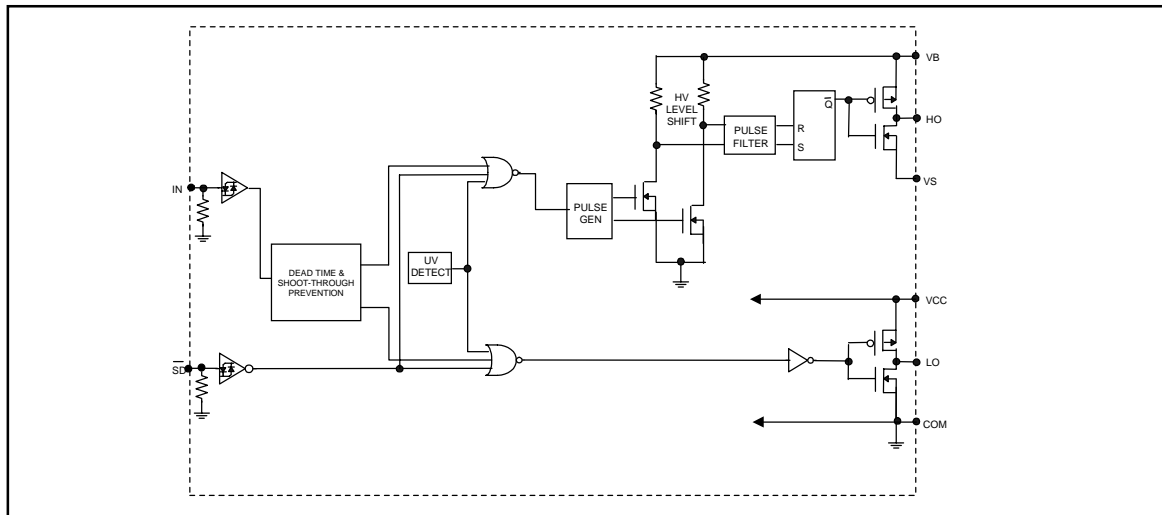 VB
HV
LEVEL
SHIFT
Q
PULSE
FILTER
R
S
HO
VS
IN
PULSE
GEN
UV
DETECT
DEAD TIME &
SHOOT-THROUGH
PREVENTION
VCC
SD
LO
COM